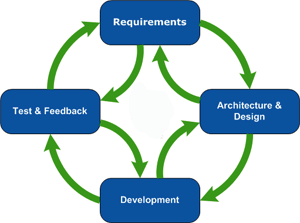 Requirements
Test & Feedback
Architecture &
Design
Development